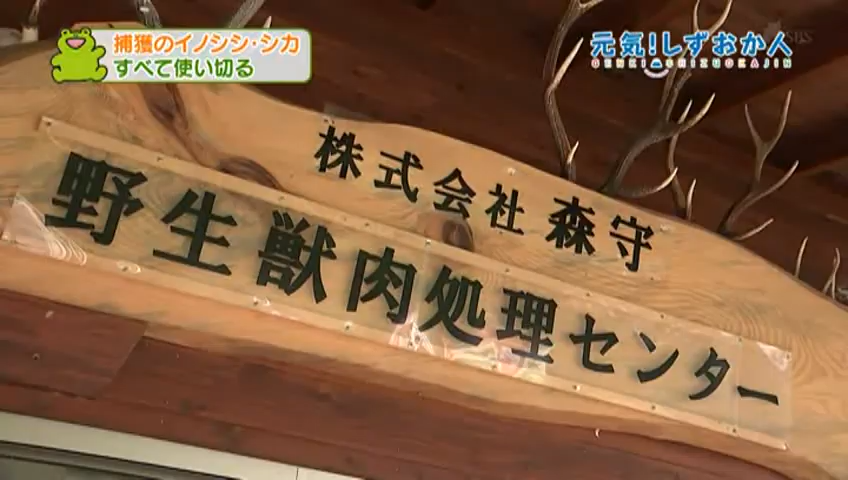 捕獲のイノシシ・シカ
すべて使い切る
元気!しずおか人
GENKI SHIZUOKAJIN
SBS
株式会社 森守
野生獣肉処理センター